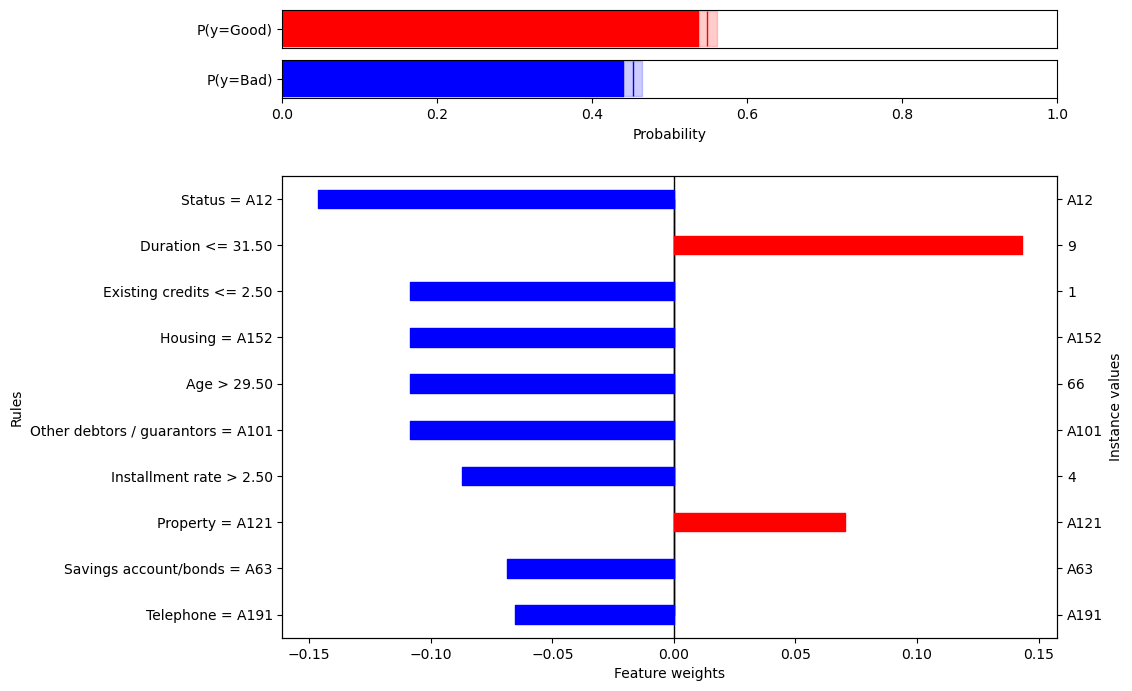 P(y=Good)
P(y=Bad)
0.0 0.2 0.4 0.6 0.8 1.0
Probability
Status = A12 A12
Duration <= 31.50 9
Existing credits <= 2.50 1
Housing = A152 A152
Age > 29.50 66
Other debtors / guarantors = A101 A101
Installment rate > 2.50 4
Property = A121 A121
Savings account/bonds = A63 A63
Telephone = A191 A191
Rules
Instance values
−0.15 −0.10 −0.05 0.00 0.05 0.10 0.15
Feature weights